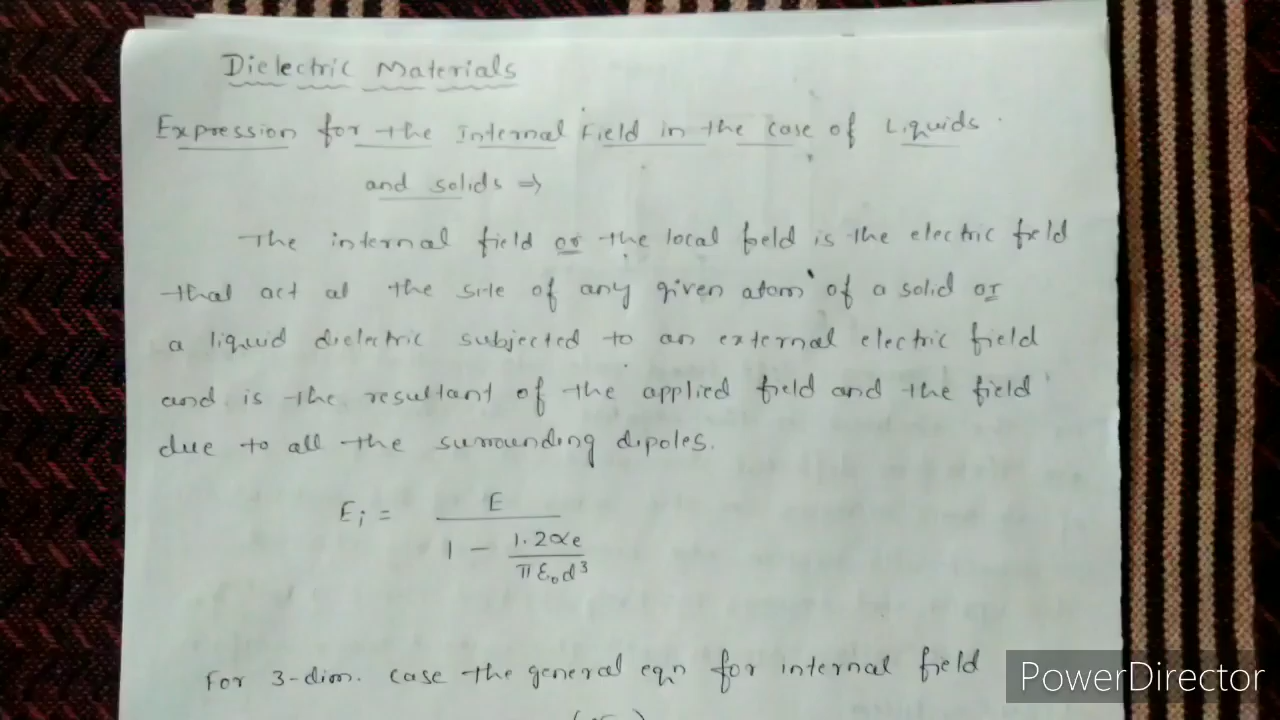 Dielectric Materials
Expression for the Internal Field in the case of Liquids
and solids ⇒
The internal field or the local field is the electric field
that act at the site of any given atom of a solid or
a liquid dielectric subjected to an external electric field
and is the resultant of the applied field and the field
due to all the surrounding dipoles.
Ei = E / (1 - 1.2αe / πε₀d³)
For 3-dim. case the general eqn for internal field
PowerDirector